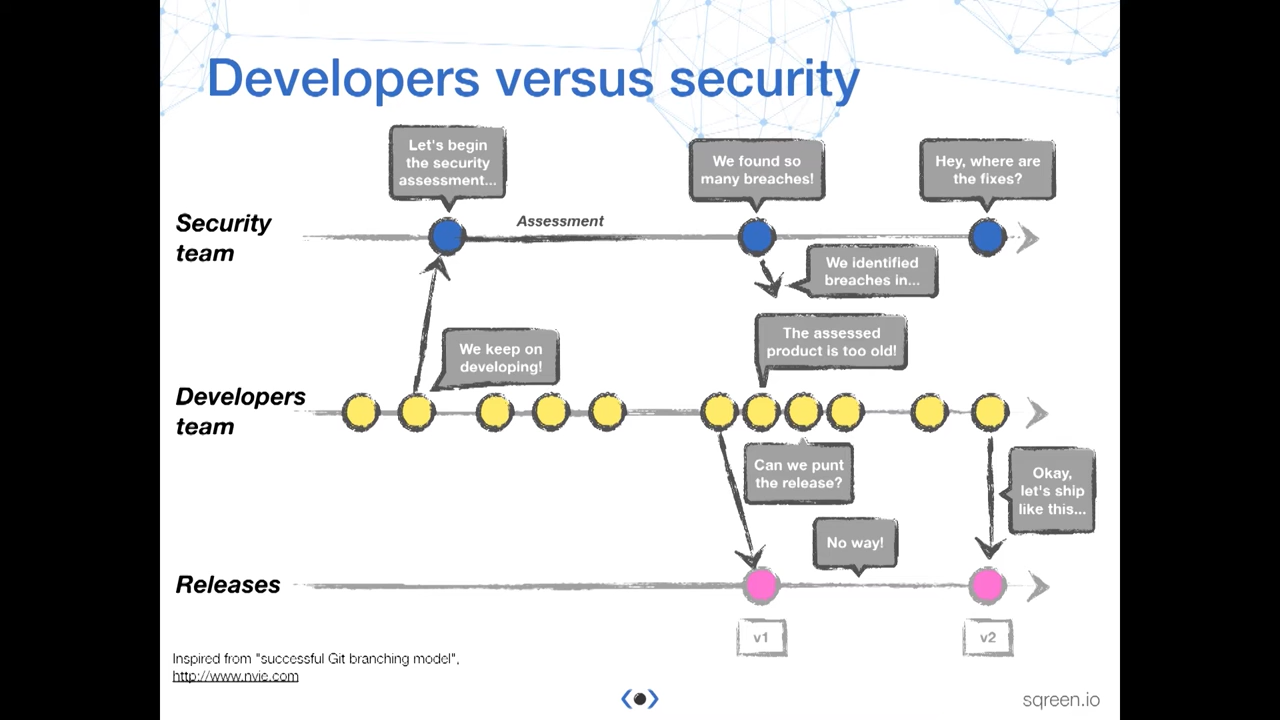 Developers versus security
Let's begin
the security
assessment...
We found so
many breaches!
Hey, where are
the fixes?
Security
team
Assessment
We identified
breaches in...
The assessed
product is too old!
We keep on
developing!
Developers
team
Can we punt
the release?
Okay,
let's ship
like this...
No way!
Releases
v1
v2
Inspired from "successful Git branching model",
http://www.nvie.com
sqreen.io